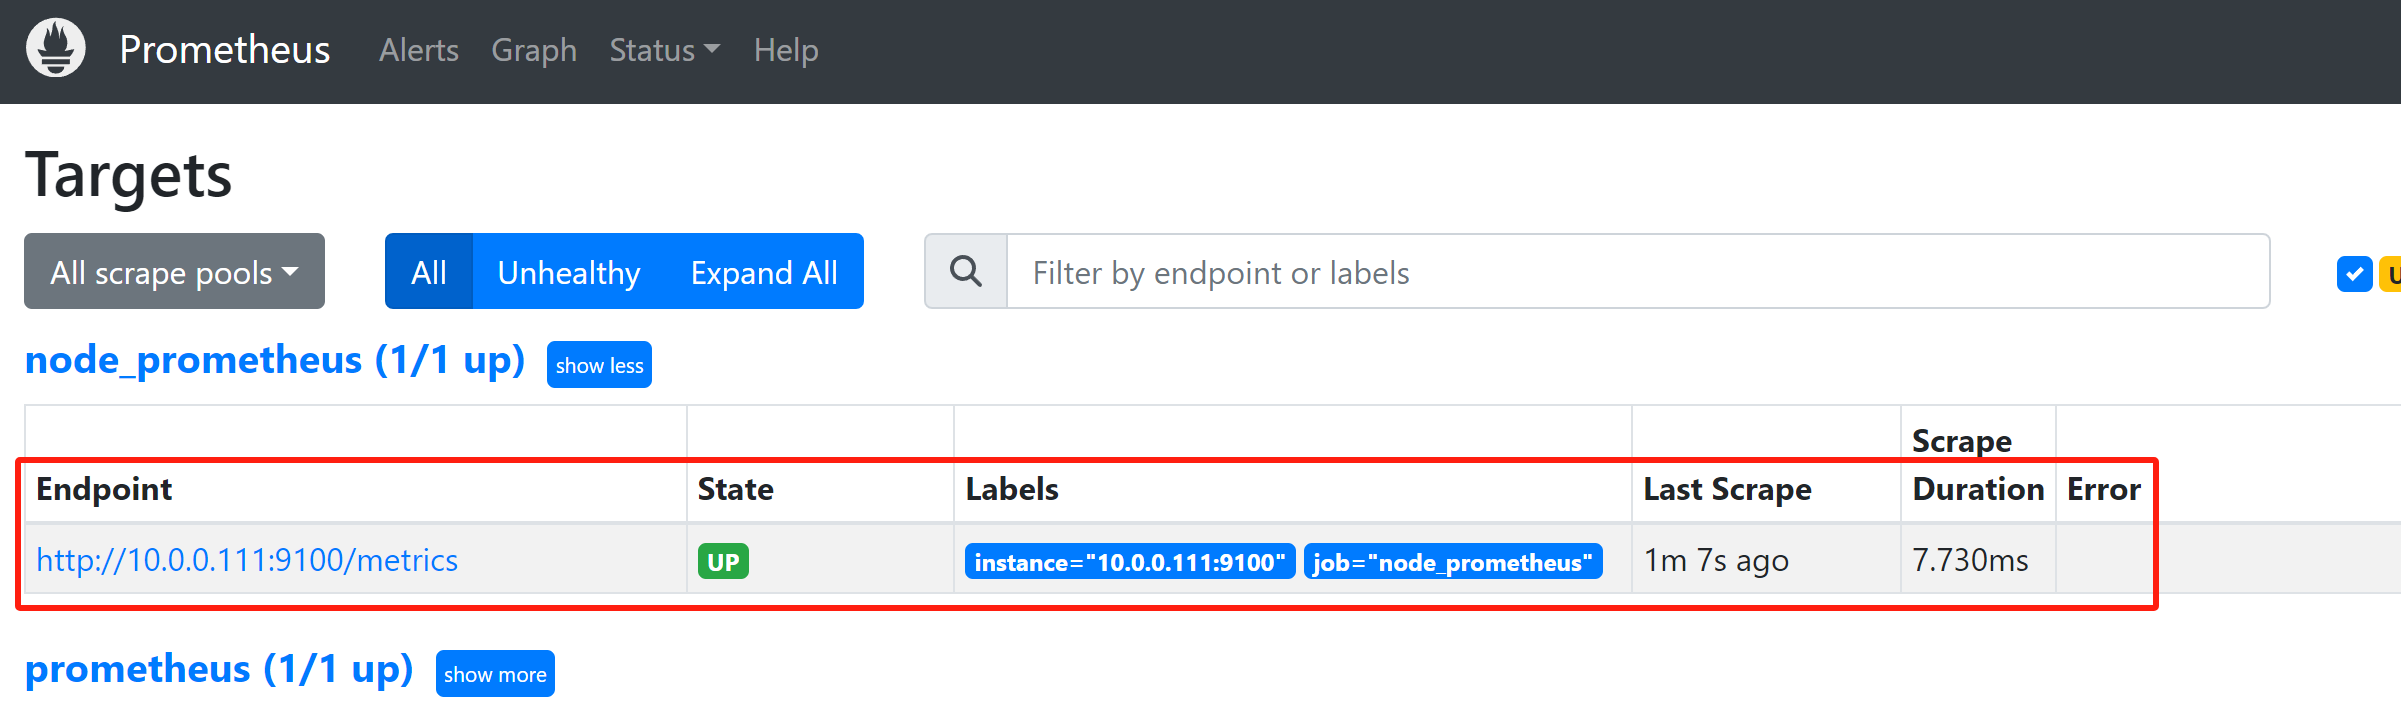 Prometheus Alerts Graph Status Help
Targets
All scrape pools All Unhealthy Expand All Filter by endpoint or labels U
node_prometheus (1/1 up) show less
Endpoint State Labels Last Scrape Scrape Duration Error
http://10.0.0.111:9100/metrics UP instance="10.0.0.111:9100" job="node_prometheus" 1m 7s ago 7.730ms
prometheus (1/1 up) show more